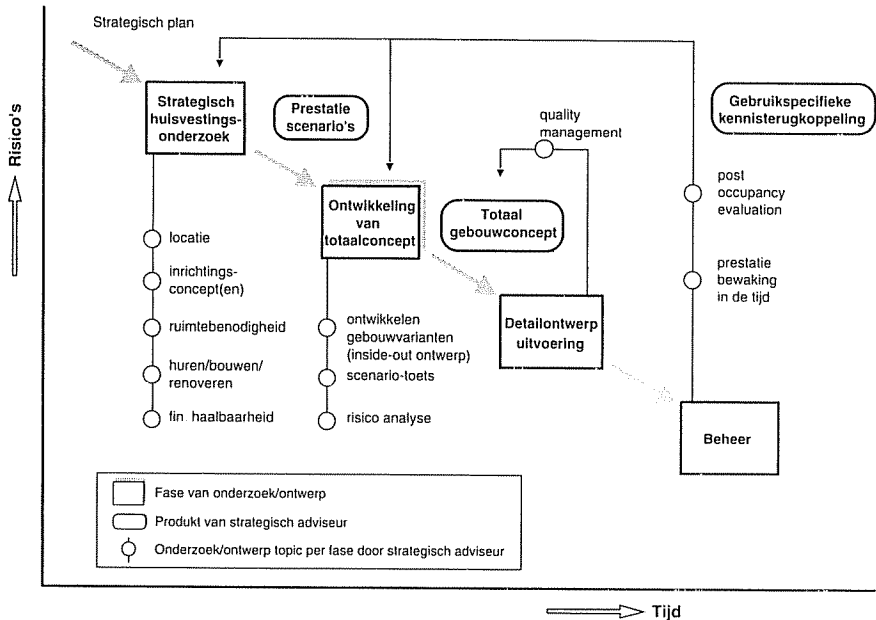 Strategisch plan
Risico's
Strategisch
huisvestings-
onderzoek
Prestatie
scenario's
quality
management
Gebruikspecifieke
kennisterugkoppeling
post
occupancy
evaluation
Ontwikkeling
van
totaalconcept
Totaal
gebouwconcept
locatie
inrichtings-
concept(en)
ruimtebenodigheid
huren/bouwen/
renoveren
fin. haalbaarheid
ontwikkelen
gebouwvarianten
(inside-out ontwerp)
scenario-toets
risico analyse
Detailontwerp
uitvoering
prestatie
bewaking
in de tijd
Beheer
Fase van onderzoek/ontwerp
Produkt van strategisch adviseur
Onderzoek/ontwerp topic per fase door strategisch adviseur
Tijd